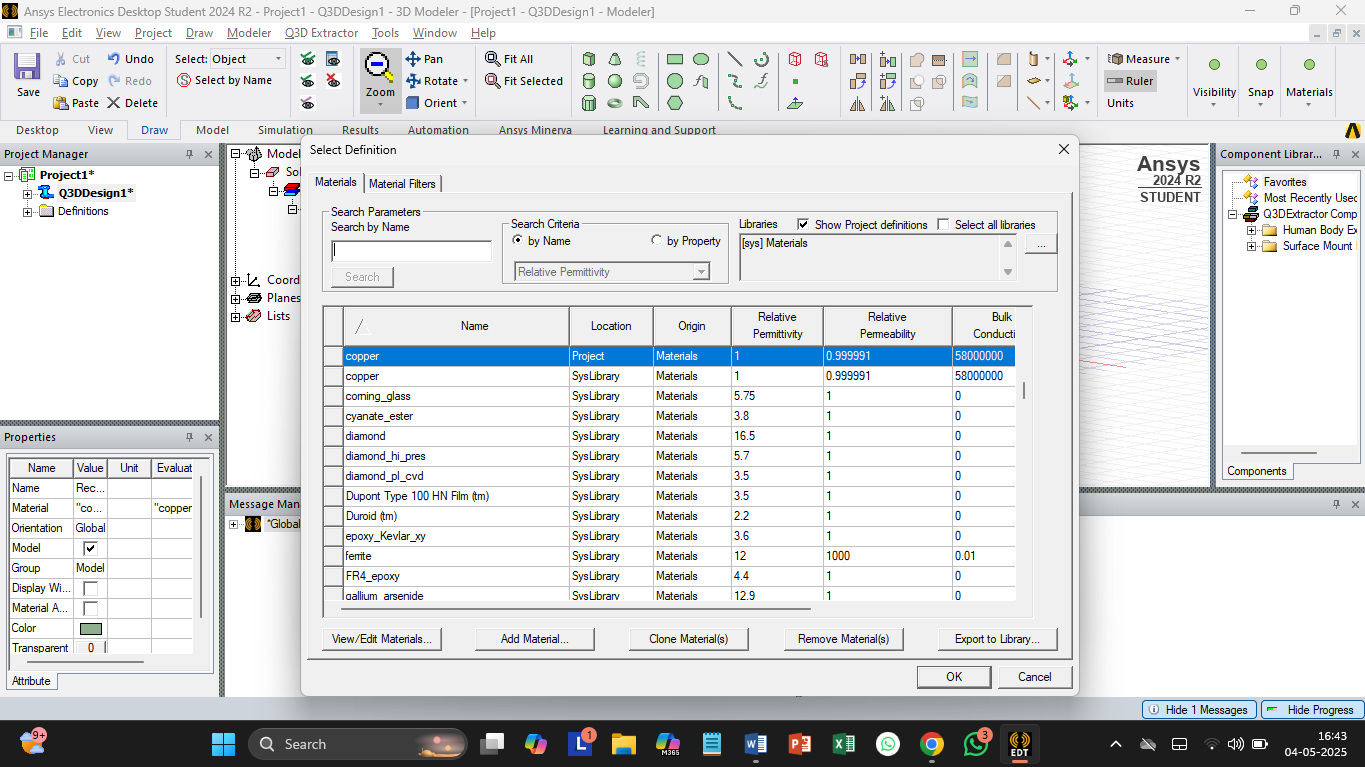 Ansys Electronics Desktop Student 2024 R2 - Project1 - Q3DDesign1 - 3D Modeler - [Project1 - Q3DDesign1 - Modeler]
File Edit View Project Draw Modeler Q3D Extractor Tools Window Help
Save
Cut Undo
Copy Redo
Paste Delete
Select: Object
Select by Name
Zoom
Pan
Rotate
Orient
Fit All
Fit Selected
Measure
Ruler
Units
Visibility
Snap
Materials
Desktop View Draw Model Simulation Results Automation Ansys Minerva Learning and Support
Project Manager
Project1*
Q3DDesign1*
Definitions
Model
Coord
Planes
Lists
Select Definition
Materials Material Filters
Search Parameters
Search by Name
Search
Search Criteria
by Name by Property
Relative Permittivity
Libraries Show Project definitions Select all libraries
[sys] Materials
...
Name Location Origin Relative Permittivity Relative Permeability Bulk Conducti
copper Project Materials 1 0.999991 58000000
copper SysLibrary Materials 1 0.999991 58000000
corning_glass SysLibrary Materials 5.75 1 0
cyanate_ester SysLibrary Materials 3.8 1 0
diamond SysLibrary Materials 16.5 1 0
diamond_hi_pres SysLibrary Materials 5.7 1 0
diamond_pl_cvd SysLibrary Materials 3.5 1 0
Dupont Type 100 HN Film (tm) SysLibrary Materials 3.5 1 0
Duroid (tm) SysLibrary Materials 2.2 1 0
epoxy_Kevlar_xy SysLibrary Materials 3.6 1 0
ferrite SysLibrary Materials 12 1000 0.01
FR4_epoxy SysLibrary Materials 4.4 1 0
gallium_arsenide SysLibrary Materials 12.9 1 0
View/Edit Materials... Add Material... Clone Material(s) Remove Material(s) Export to Library...
OK Cancel
Ansys
2024 R2
STUDENT
Component Librar...
Favorites
Most Recently Used
Q3DExtractor Comp
Human Body Ex
Surface Mount
Components
Properties
Name Value Unit Evaluat
Name Rec...
Material "co... "copper
Orientation Global
Model
Group Model
Display Wi...
Material A...
Color
Transparent 0
Attribute
Message Man
*Global
Hide 1 Messages Hide Progress
9+
Search
1
M365
3
EDT
16:43
04-05-2025